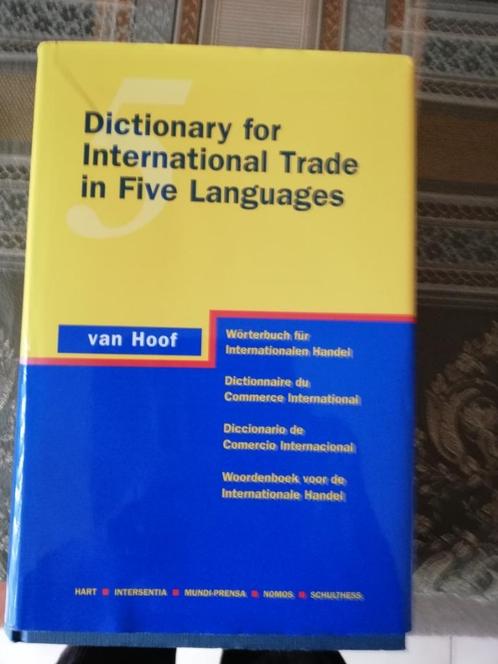 5
Dictionary for
International Trade
in Five Languages
van Hoof
Wörterbuch für
Internationalen Handel
Dictionnaire du
Commerce International
Diccionario de
Comercio Internacional
Woordenboek voor de
Internationale Handel
HART ■ INTERSENTIA ■ MUNDI-PRENSA ■ NOMOS ■ SCHULTHESS